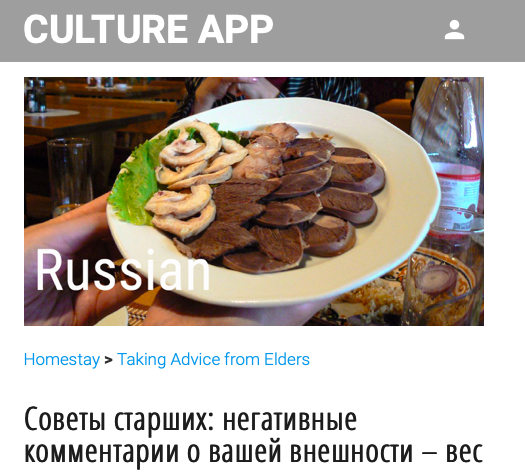 CULTURE APP
Russian
Homestay > Taking Advice from Elders
Советы старших: негативные
комментарии о вашей внешности – вес